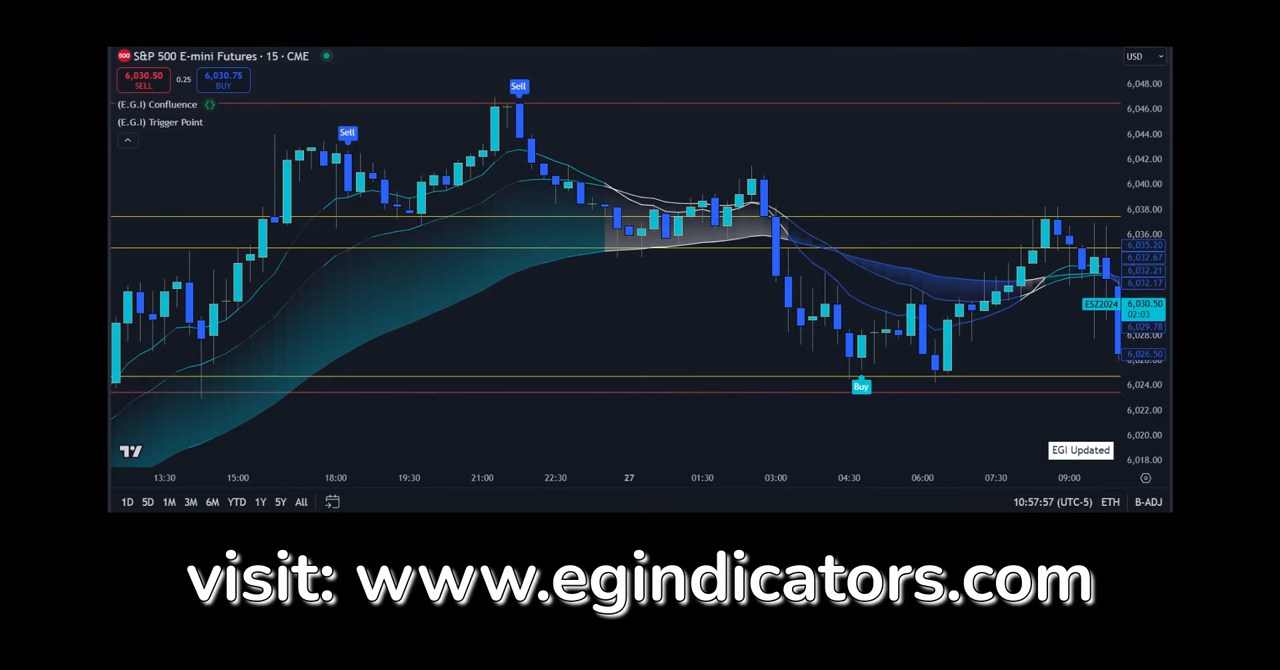 S&P 500 E-mini Futures · 15 · CME
USD
6,030.50 0.25 6,030.75
SELL BUY
(E.G.I) Confluence
(E.G.I) Trigger Point
Sell
Sell
Buy
6,048.00
6,046.00
6,044.00
6,042.00
6,040.00
6,038.00
6,036.00
6,035.20
6,032.67
6,032.21
6,032.17
ESZ2024 6,030.50
02:03
6,029.78
6,028.00
6,026.50
6,024.00
6,022.00
6,020.00
6,018.00
EGI Updated
13:30 15:00 18:00 19:30 21:00 22:30 27 01:30 03:00 04:30 06:00 07:30 09:00
1D 5D 1M 3M 6M YTD 1Y 5Y All 10:57:57 (UTC-5) ETH B-ADJ
visit: www.egindicators.com